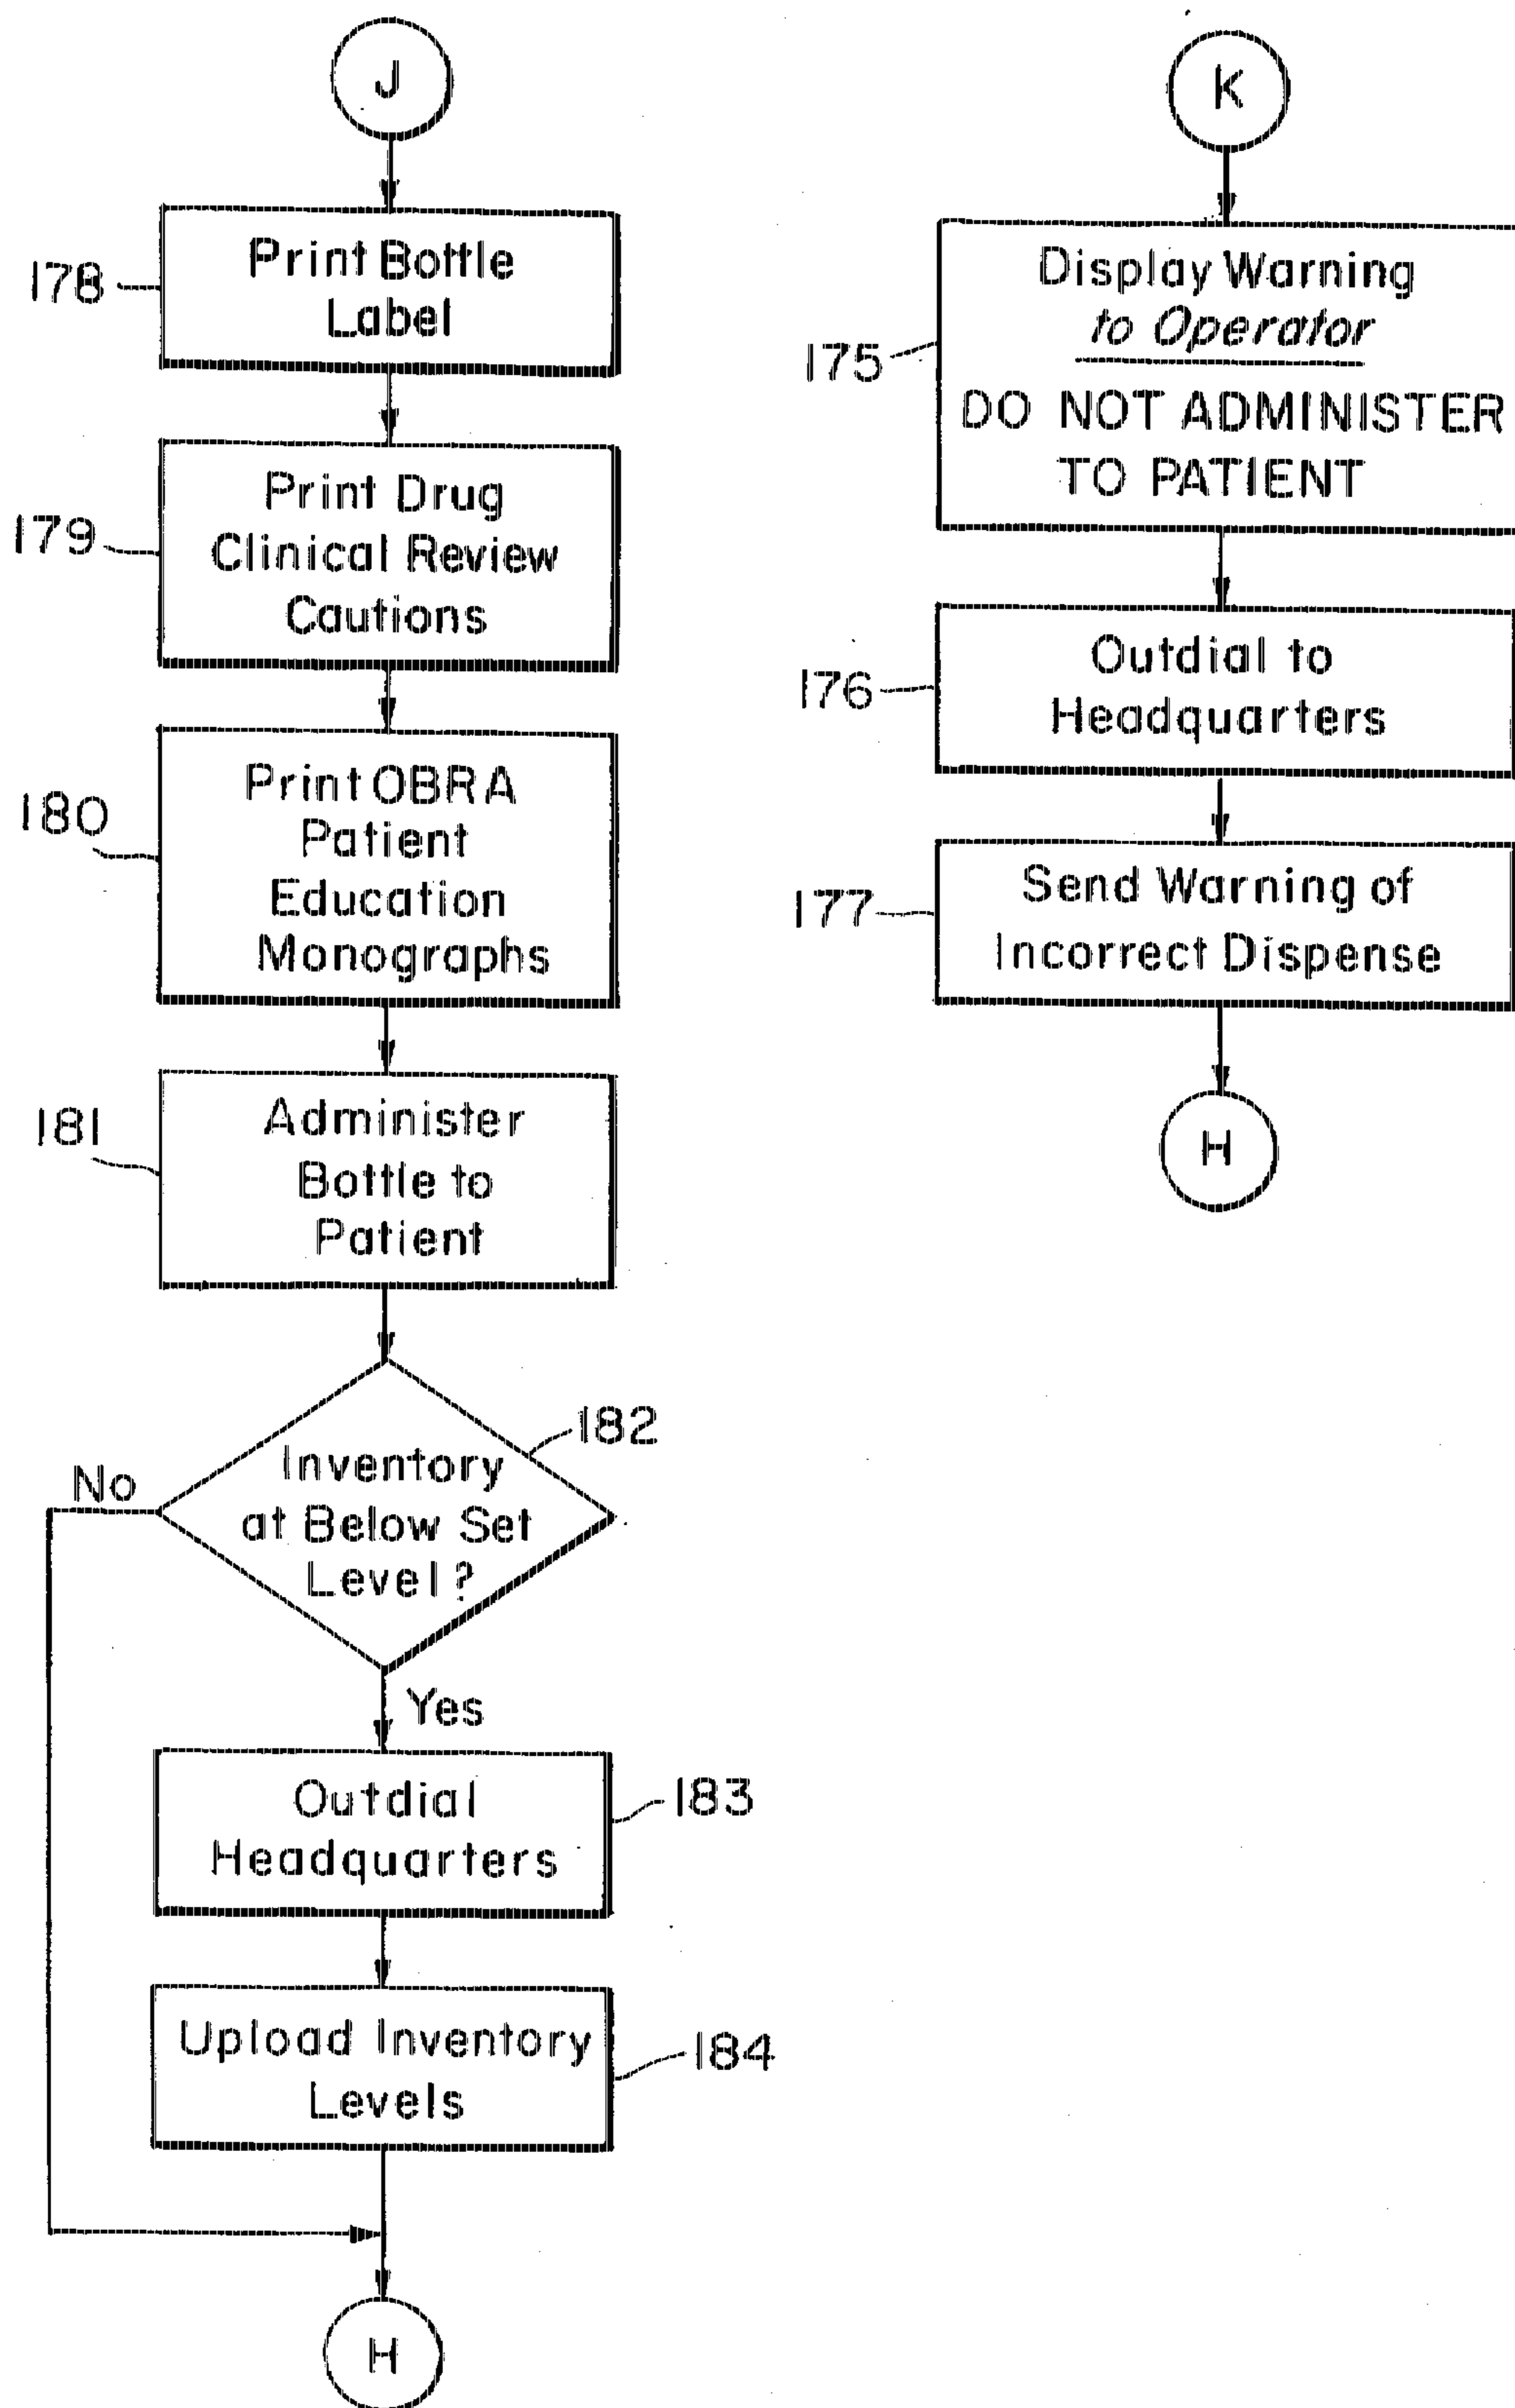 J
178
Print Bottle
Label
179
Print Drug
Clinical Review
Cautions
180
Print OBRA
Patient
Education
Monographs
181
Administer
Bottle to
Patient
182
Inventory
at Below Set
Level?
No
Yes
183
Outdial
Headquarters
184
Upload Inventory
Levels
H
K
175
Display Warning
to Operator
DO NOT ADMINISTER
TO PATIENT
176
Outdial to
Headquarters
177
Send Warning of
Incorrect Dispense
H